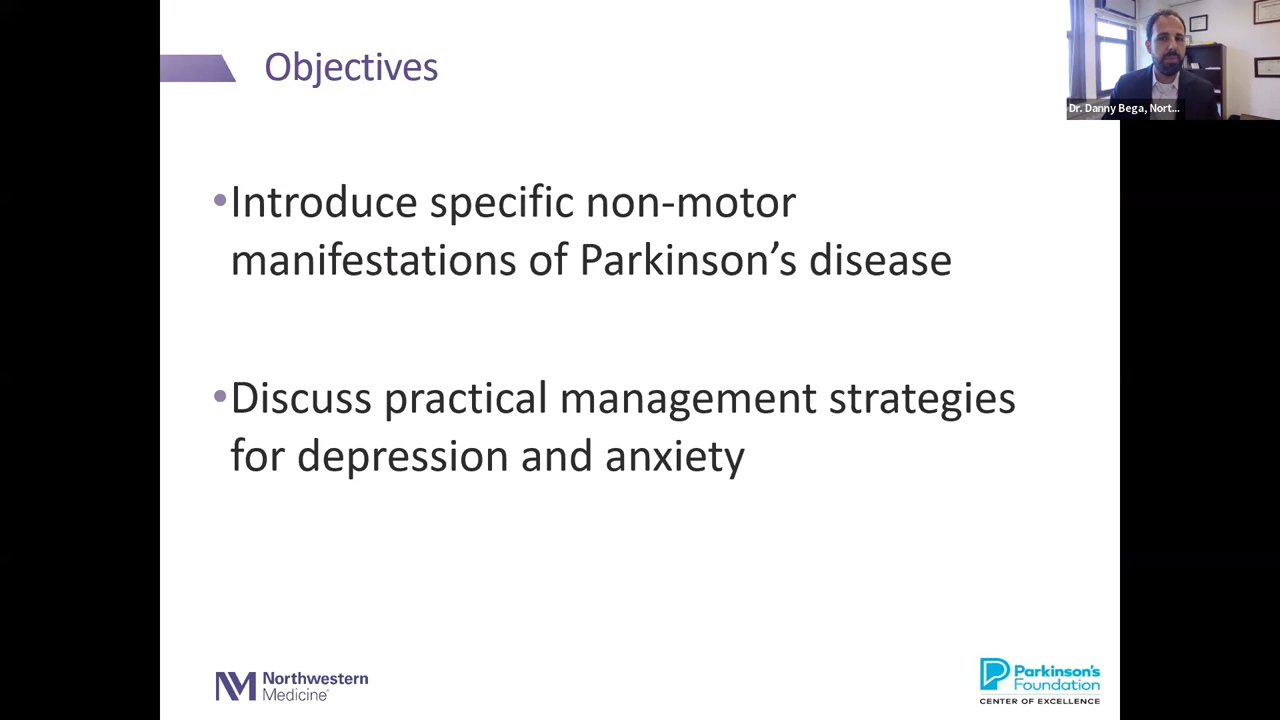 Objectives
Dr. Danny Bega, Nort...
•Introduce specific non-motor
manifestations of Parkinson’s disease
•Discuss practical management strategies
for depression and anxiety
NM Northwestern
Medicine®
Parkinson's
Foundation
CENTER OF EXCELLENCE